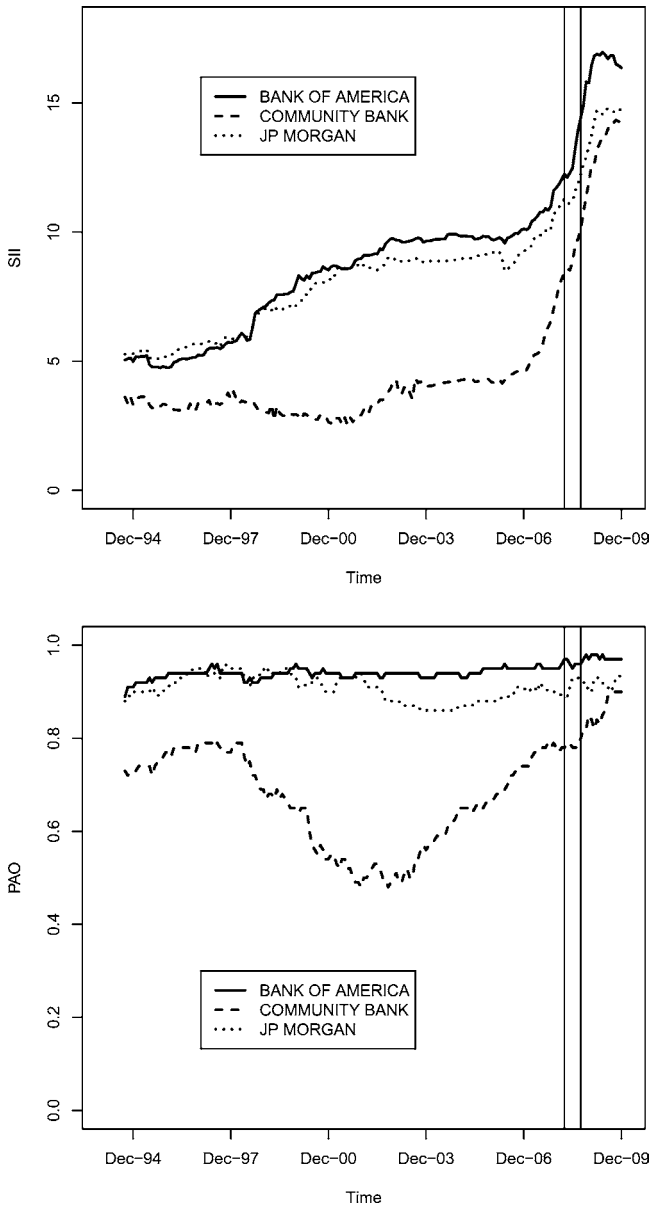 BANK OF AMERICA
COMMUNITY BANK
JP MORGAN
SII
15
10
5
0
Dec−94 Dec−97 Dec−00 Dec−03 Dec−06 Dec−09
Time
1.0
0.8
0.6
0.4
0.2
0.0
PAO
BANK OF AMERICA
COMMUNITY BANK
JP MORGAN
Dec−94 Dec−97 Dec−00 Dec−03 Dec−06 Dec−09
Time